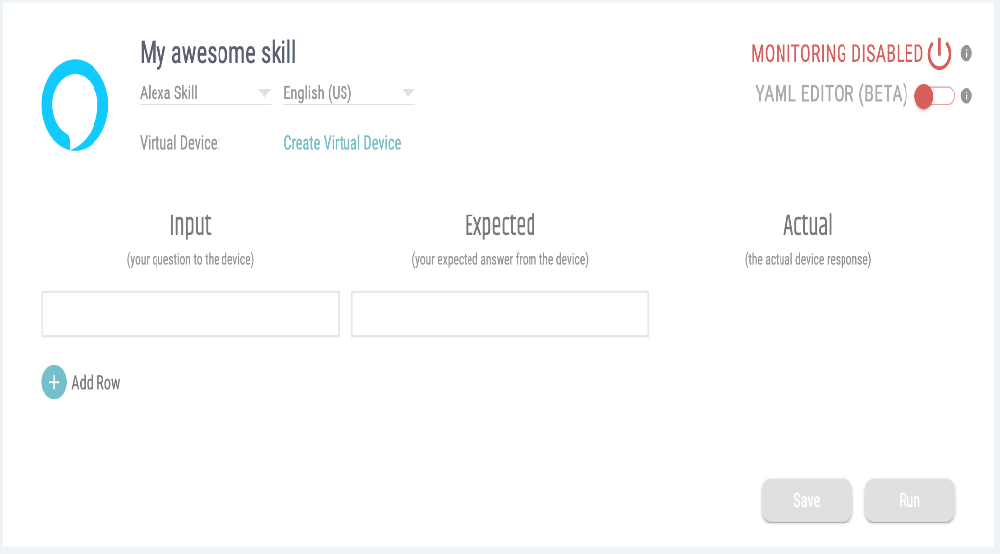 My awesome skill
MONITORING DISABLED
Alexa Skill English (US)
YAML EDITOR (BETA)
Virtual Device: Create Virtual Device
Input Expected Actual
(your question to the device) (your expected answer from the device) (the actual device response)
Add Row
Save Run